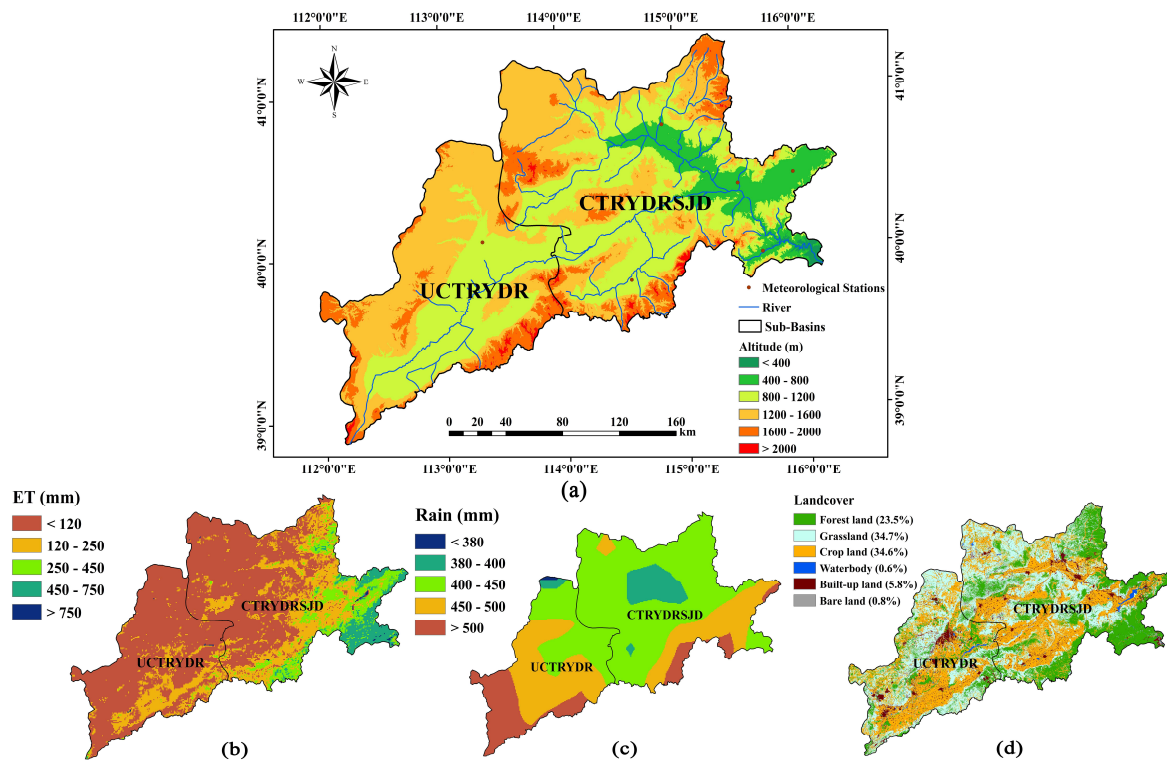 112°0'0"E 113°0'0"E 114°0'0"E 115°0'0"E 116°0'0"E
N
W E
S
41°0'0"N
41°0'0"N
40°0'0"N
40°0'0"N
39°0'0"N
39°0'0"N
CTRYDRSJD
UCTRYDR
Meteorological Stations
River
Sub-Basins
Altitude (m)
< 400
400 - 800
800 - 1200
1200 - 1600
1600 - 2000
> 2000
0 20 40 80 120 160
km
112°0'0"E 113°0'0"E 114°0'0"E 115°0'0"E 116°0'0"E
(a)
ET (mm)
< 120
120 - 250
250 - 450
450 - 750
> 750
CTRYDRSJD
UCTRYDR
(b)
Rain (mm)
< 380
380 - 400
400 - 450
450 - 500
> 500
CTRYDRSJD
UCTRYDR
(c)
Landcover
Forest land (23.5%)
Grassland (34.7%)
Crop land (34.6%)
Waterbody (0.6%)
Built-up land (5.8%)
Bare land (0.8%)
CTRYDRSJD
UCTRYDR
(d)